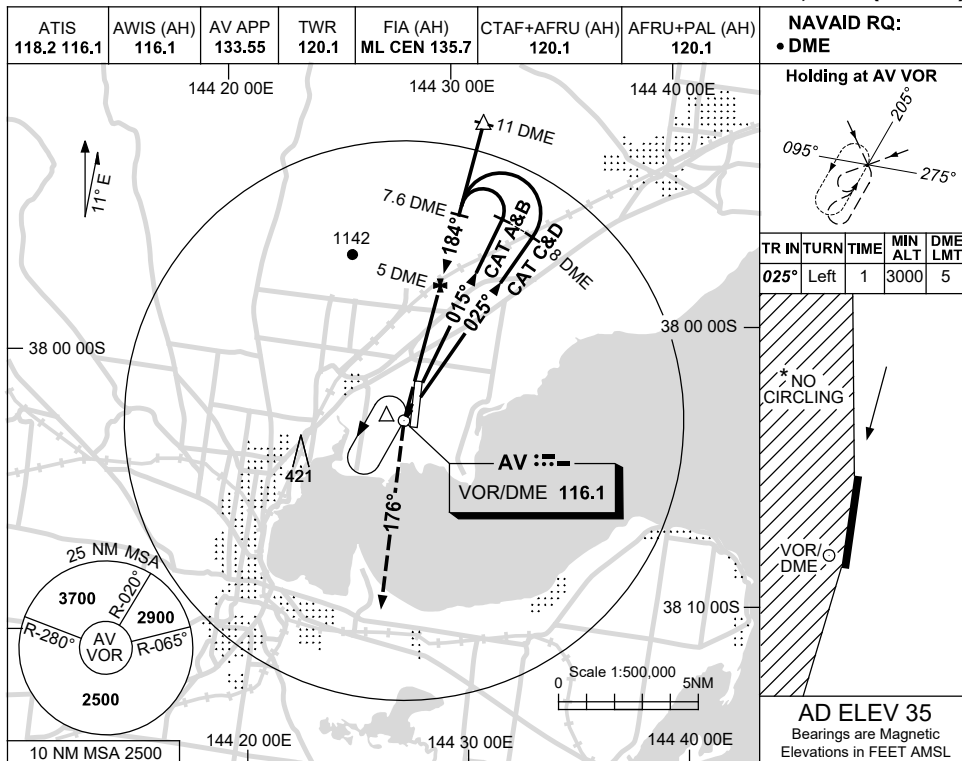 ATIS
118.2 116.1
AWIS (AH)
116.1
AV APP
133.55
TWR
120.1
FIA (AH)
ML CEN 135.7
CTAF+AFRU (AH)
120.1
AFRU+PAL (AH)
120.1
NAVAID RQ:
• DME
144 20 00E
144 30 00E
144 40 00E
Holding at AV VOR
205°
095°
275°
TR IN
TURN
TIME
MIN ALT
DME LMT
025°
Left
1
3000
5
11° E
11 DME
7.6 DME
184°
CAT A&B
CAT C&D
8 DME
1142
5 DME
015°
025°
38 00 00S
38 00 00S
* NO
CIRCLING
AV
VOR/DME 116.1
421
176°
VOR/
DME
25 NM MSA
3700
R-020°
2900
R-280°
AV
VOR
R-065°
2500
38 10 00S
Scale 1:500,000
0
5NM
144 20 00E
144 30 00E
144 40 00E
10 NM MSA 2500
AD ELEV 35
Bearings are Magnetic
Elevations in FEET AMSL